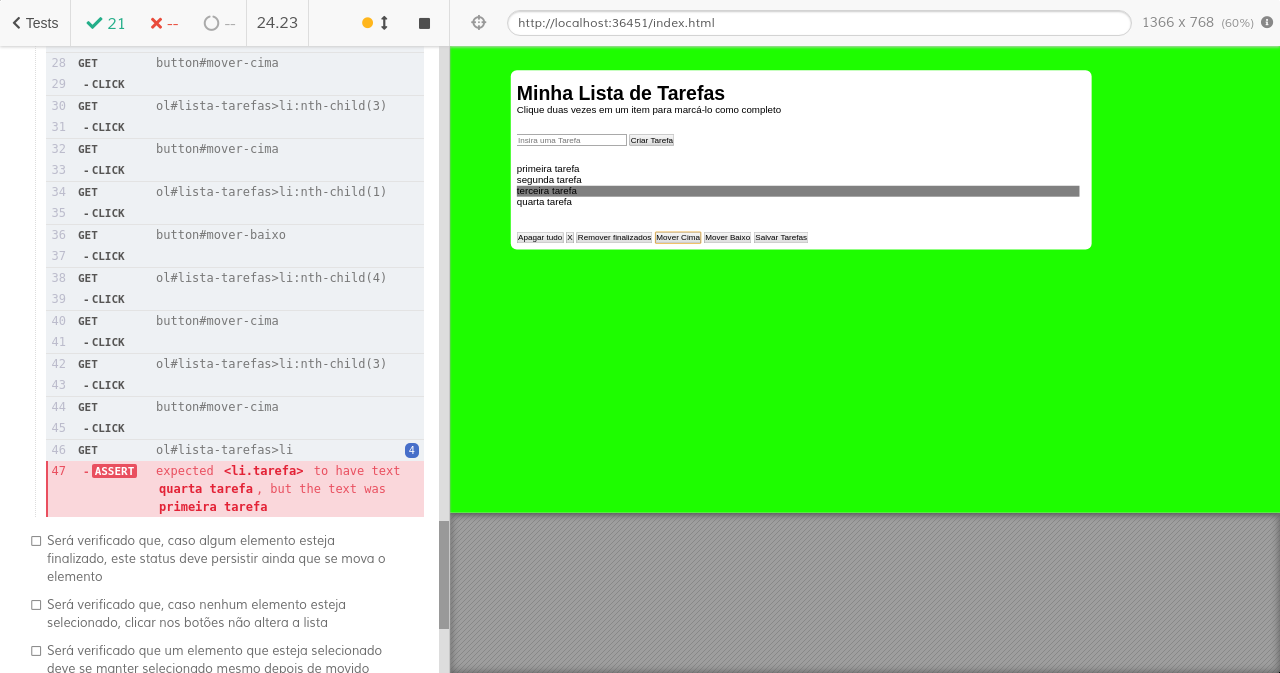 Tests
21
--
--
24.23
http://localhost:36451/index.html
1366 x 768 (60%)
28 GET button#mover-cima
29 - CLICK
30 GET ol#lista-tarefas>li:nth-child(3)
31 - CLICK
32 GET button#mover-cima
33 - CLICK
34 GET ol#lista-tarefas>li:nth-child(1)
35 - CLICK
36 GET button#mover-baixo
37 - CLICK
38 GET ol#lista-tarefas>li:nth-child(4)
39 - CLICK
40 GET button#mover-cima
41 - CLICK
42 GET ol#lista-tarefas>li:nth-child(3)
43 - CLICK
44 GET button#mover-cima
45 - CLICK
46 GET ol#lista-tarefas>li 4
47 - ASSERT expected <li.tarefa> to have text
quarta tarefa , but the text was
primeira tarefa
Será verificado que, caso algum elemento esteja
finalizado, este status deve persistir ainda que se mova o
elemento
Será verificado que, caso nenhum elemento esteja
selecionado, clicar nos botões não altera a lista
Será verificado que um elemento que esteja selecionado
deve se manter selecionado mesmo depois de movido
Minha Lista de Tarefas
Clique duas vezes em um item para marcá-lo como completo
Insira uma Tarefa Criar Tarefa
primeira tarefa
segunda tarefa
terceira tarefa
quarta tarefa
Apagar tudo X Remover finalizados Mover Cima Mover Baixo Salvar Tarefas